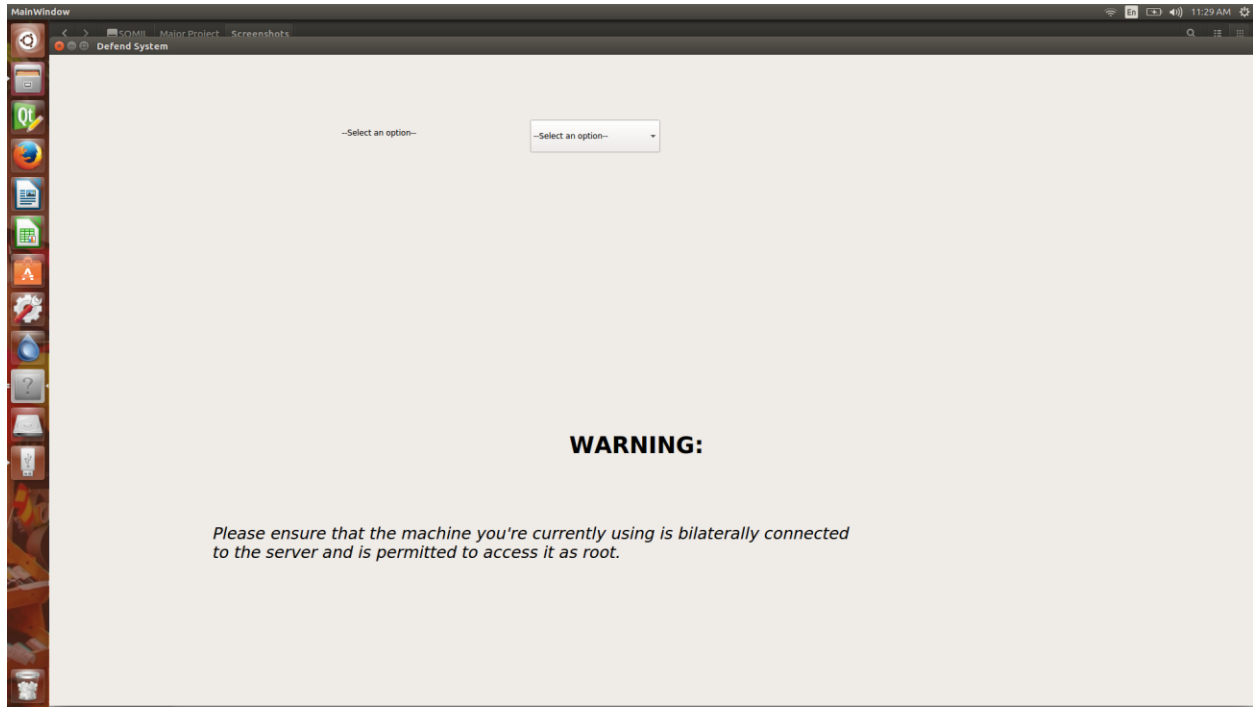 MainWindow
En
11:29 AM
SOMIL Major Project Screenshots
Defend System
--Select an option--
--Select an option--
WARNING:
Please ensure that the machine you're currently using is bilaterally connected
to the server and is permitted to access it as root.